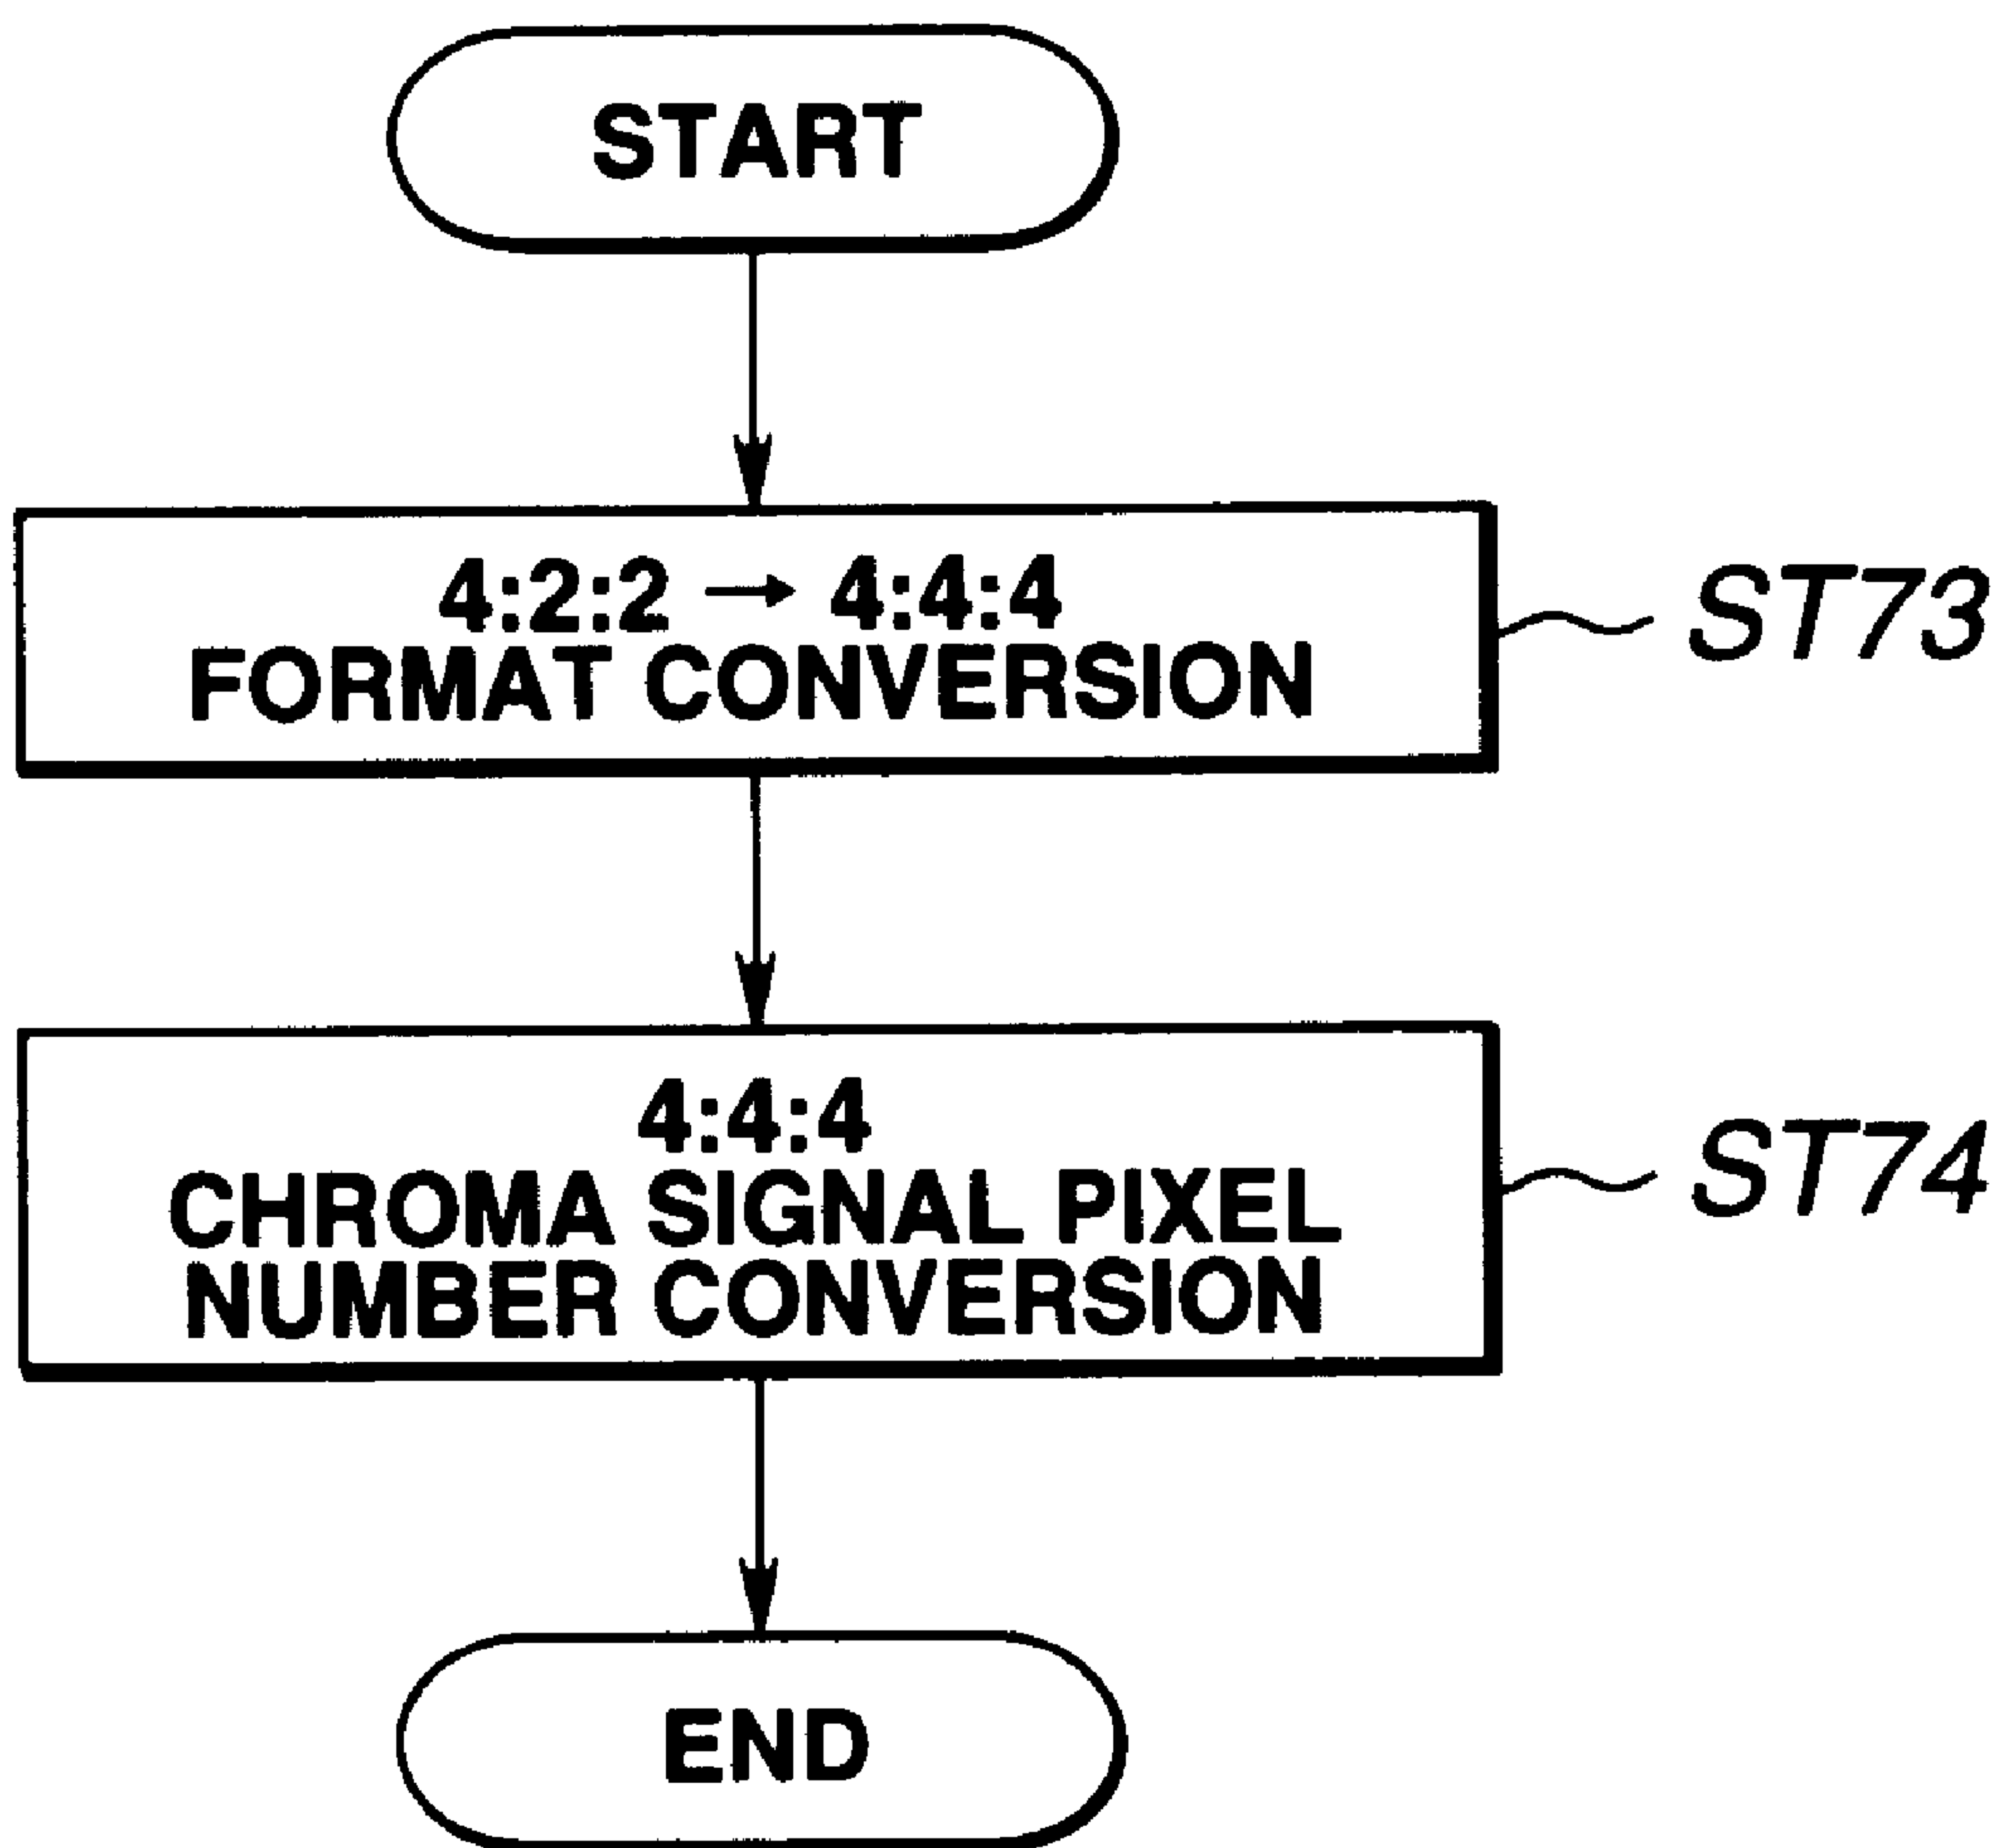 START
4:2:2 → 4:4:4
FORMAT CONVERSION
ST73
4:4:4
CHROMA SIGNAL PIXEL
NUMBER CONVERSION
ST74
END